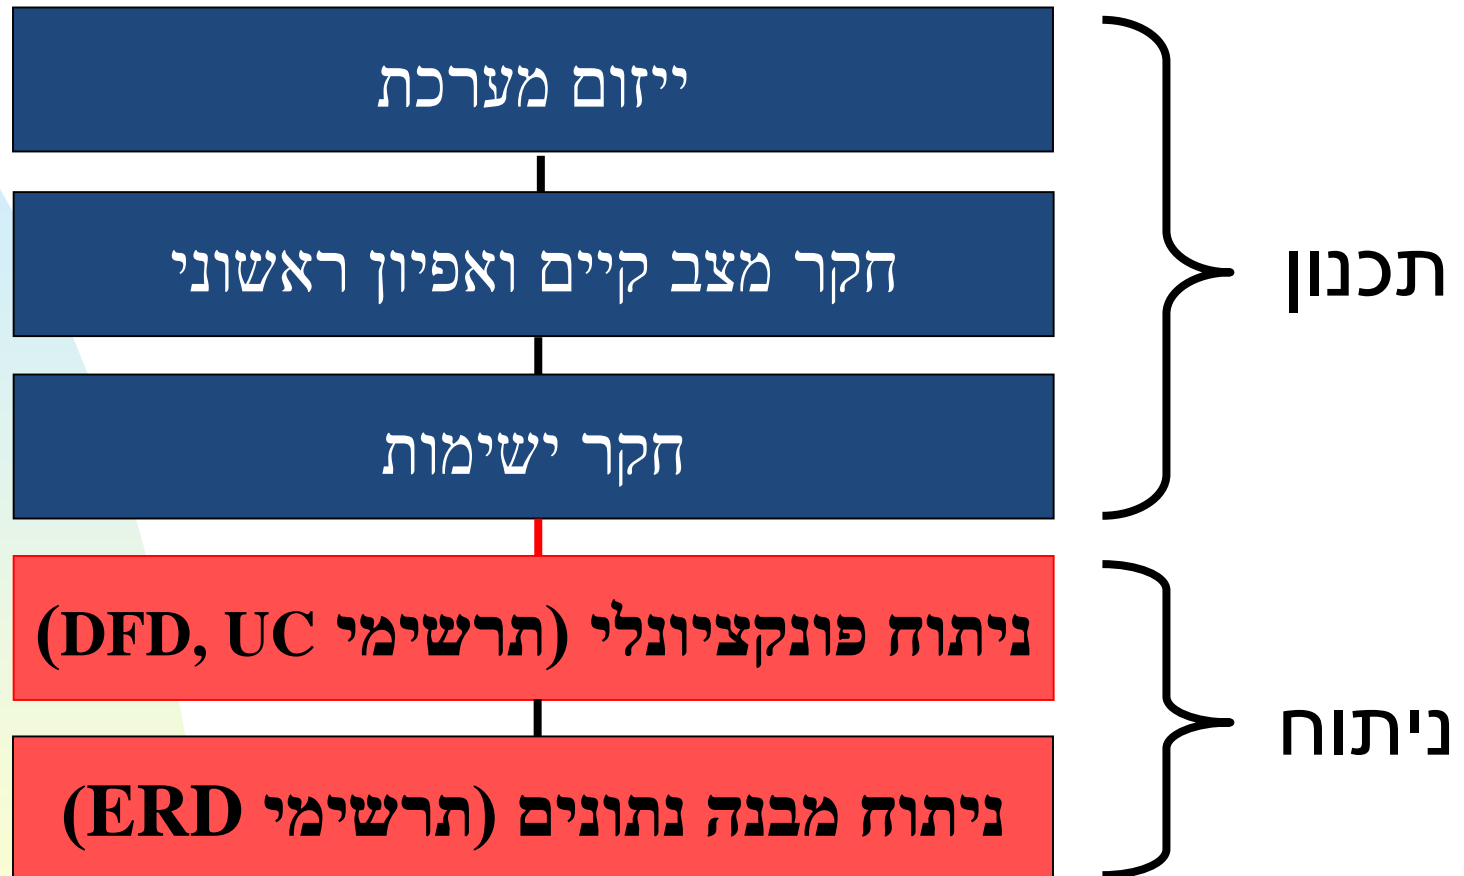 ייזום מערכת
חקר מצב קיים ואפיון ראשוני
חקר ישימות
תכנון
ניתוח פונקציונלי (תרשימי DFD, UC)
ניתוח מבנה נתונים (תרשימי ERD)
ניתוח